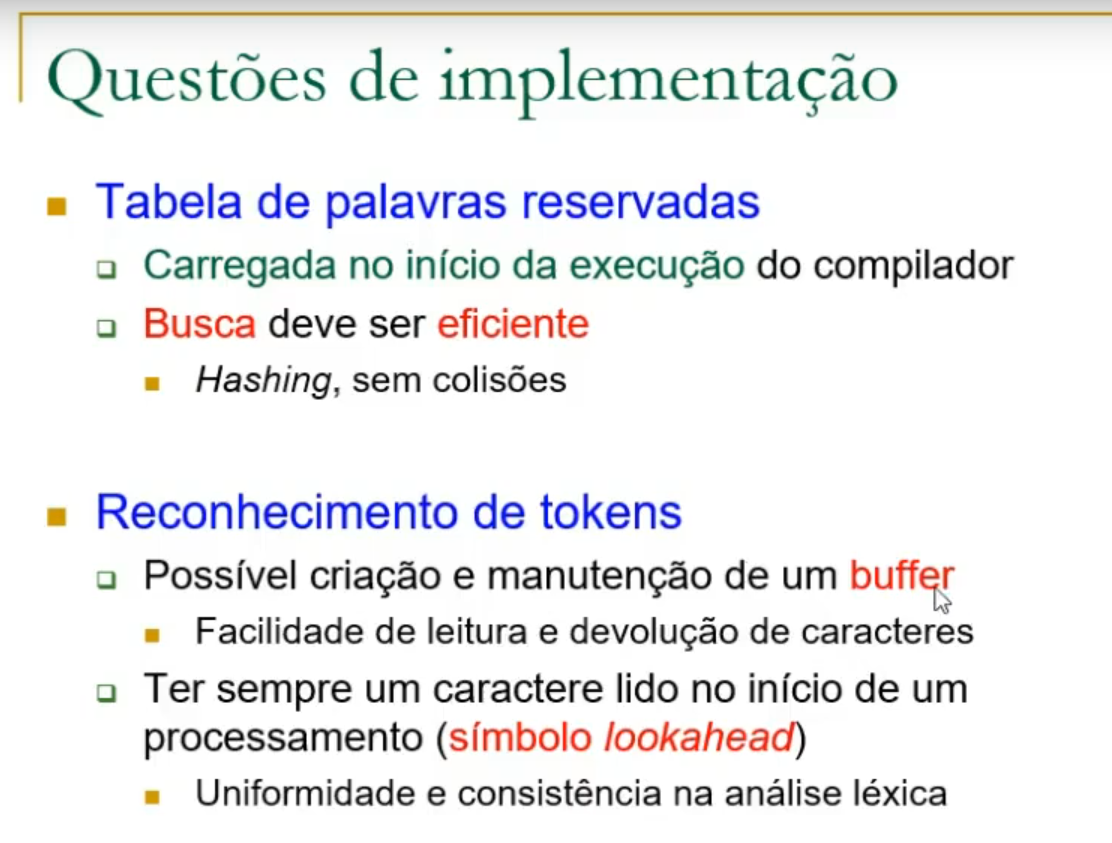 Questões de implementação
Tabela de palavras reservadas
Carregada no início da execução do compilador
Busca deve ser eficiente
Hashing, sem colisões
Reconhecimento de tokens
Possível criação e manutenção de um buffer
Facilidade de leitura e devolução de caracteres
Ter sempre um caractere lido no início de um
processamento (símbolo lookahead)
Uniformidade e consistência na análise léxica